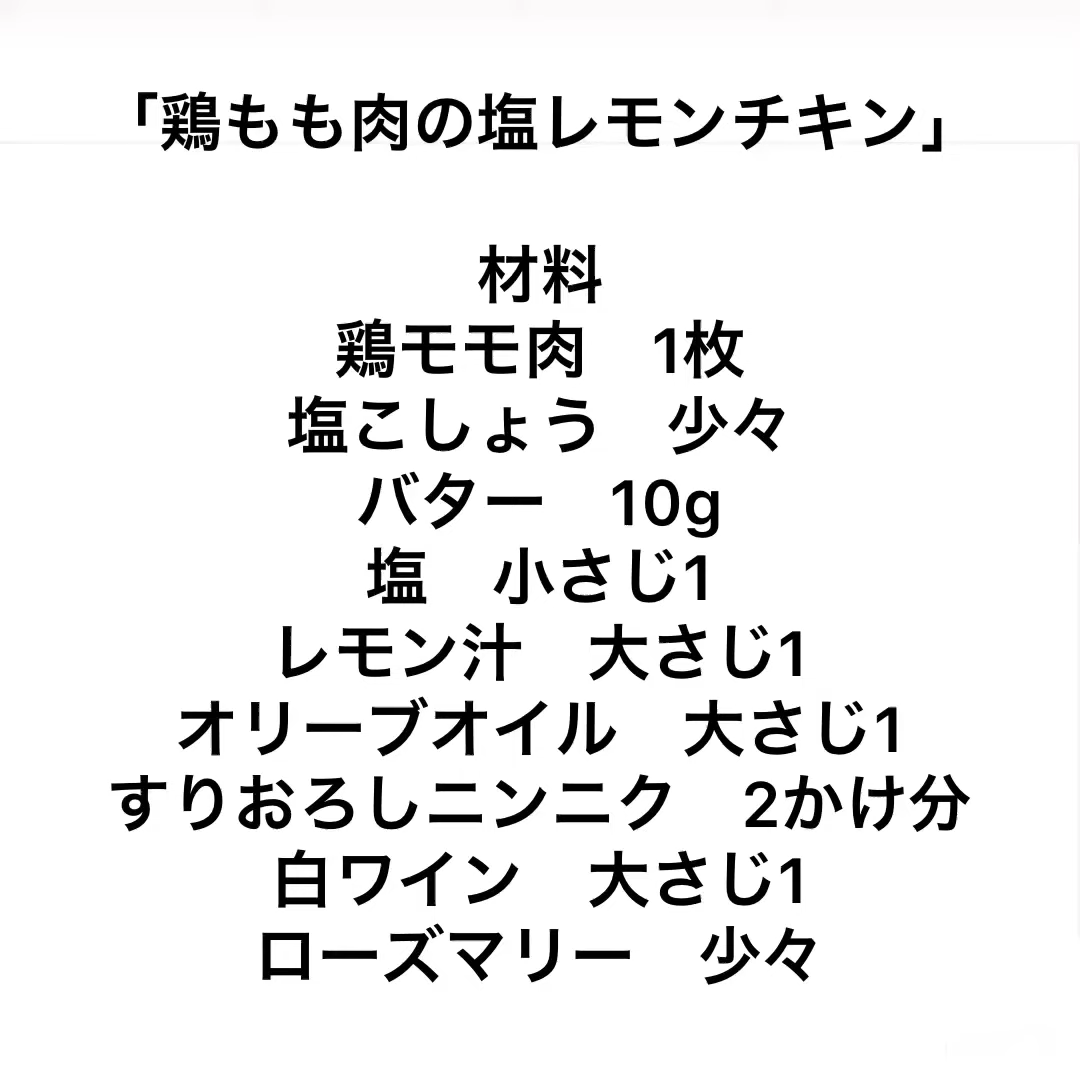 「鶏もも肉の塩レモンチキン」
材料
鶏モモ肉　1枚
塩こしょう　少々
バター　10g
塩　小さじ1
レモン汁　大さじ1
オリーブオイル　大さじ1
すりおろしニンニク　2かけ分
白ワイン　大さじ1
ローズマリー　少々